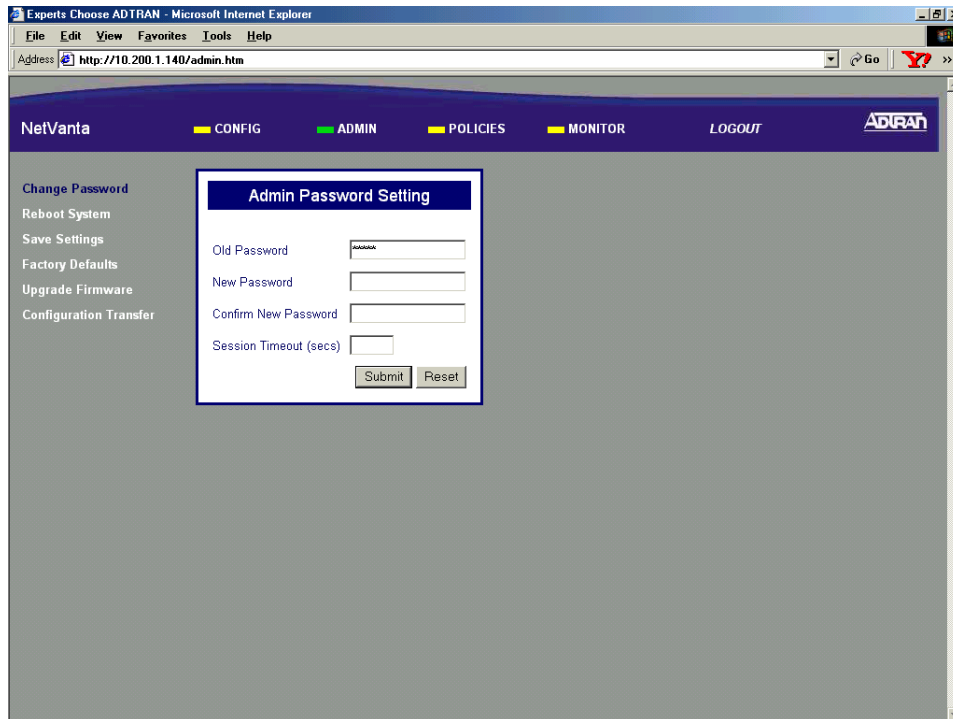 Experts Choose ADTRAN - Microsoft Internet Explorer
File Edit View Favorites Tools Help
Address http://10.200.1.140/admin.htm Go Y? »
NetVanta CONFIG ADMIN POLICIES MONITOR LOGOUT ADTRAN
Change Password
Reboot System
Save Settings
Factory Defaults
Upgrade Firmware
Configuration Transfer
Admin Password Setting
Old Password *****
New Password
Confirm New Password
Session Timeout (secs)
Submit Reset